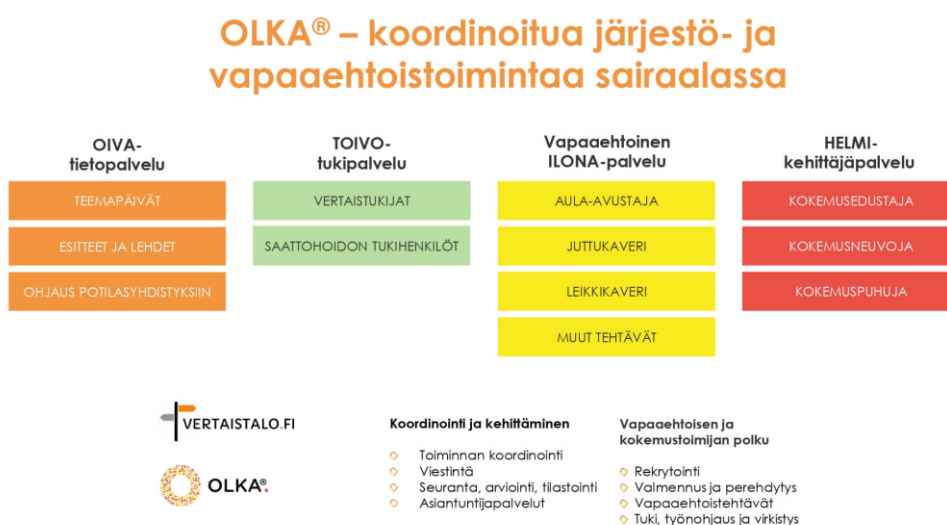 OLKA® – koordinoitua järjestö- ja
vapaaehtoistoimintaa sairaalassa
OIVA-
tietopalvelu
TEEMAPÄIVÄT
ESITTEET JA LEHDET
OHJAUS POTILASYHDISTYKSIIN
TOIVO-
tukipalvelu
VERTAISTUKIJAT
SAATTOHOIDON TUKIHENKILÖT
Vapaaehtoinen
ILONA-palvelu
AULA-AVUSTAJA
JUTTUKAVERI
LEIKKIKAVERI
MUUT TEHTÄVÄT
HELMI-
kehittäjäpalvelu
KOKEMUSEDUSTAJA
KOKEMUSNEUVOJA
KOKEMUSPUHUJA
VERTAISTALO.FI
OLKA®.
Koordinointi ja kehittäminen
Toiminnan koordinointi
Viestintä
Seuranta, arviointi, tilastointi
Asiantuntijapalvelut
Vapaaehtoisen ja
kokemustoimijan polku
Rekrytointi
Valmennus ja perehdytys
Vapaaehtoistehtävät
Tuki, työnohjaus ja virkistys